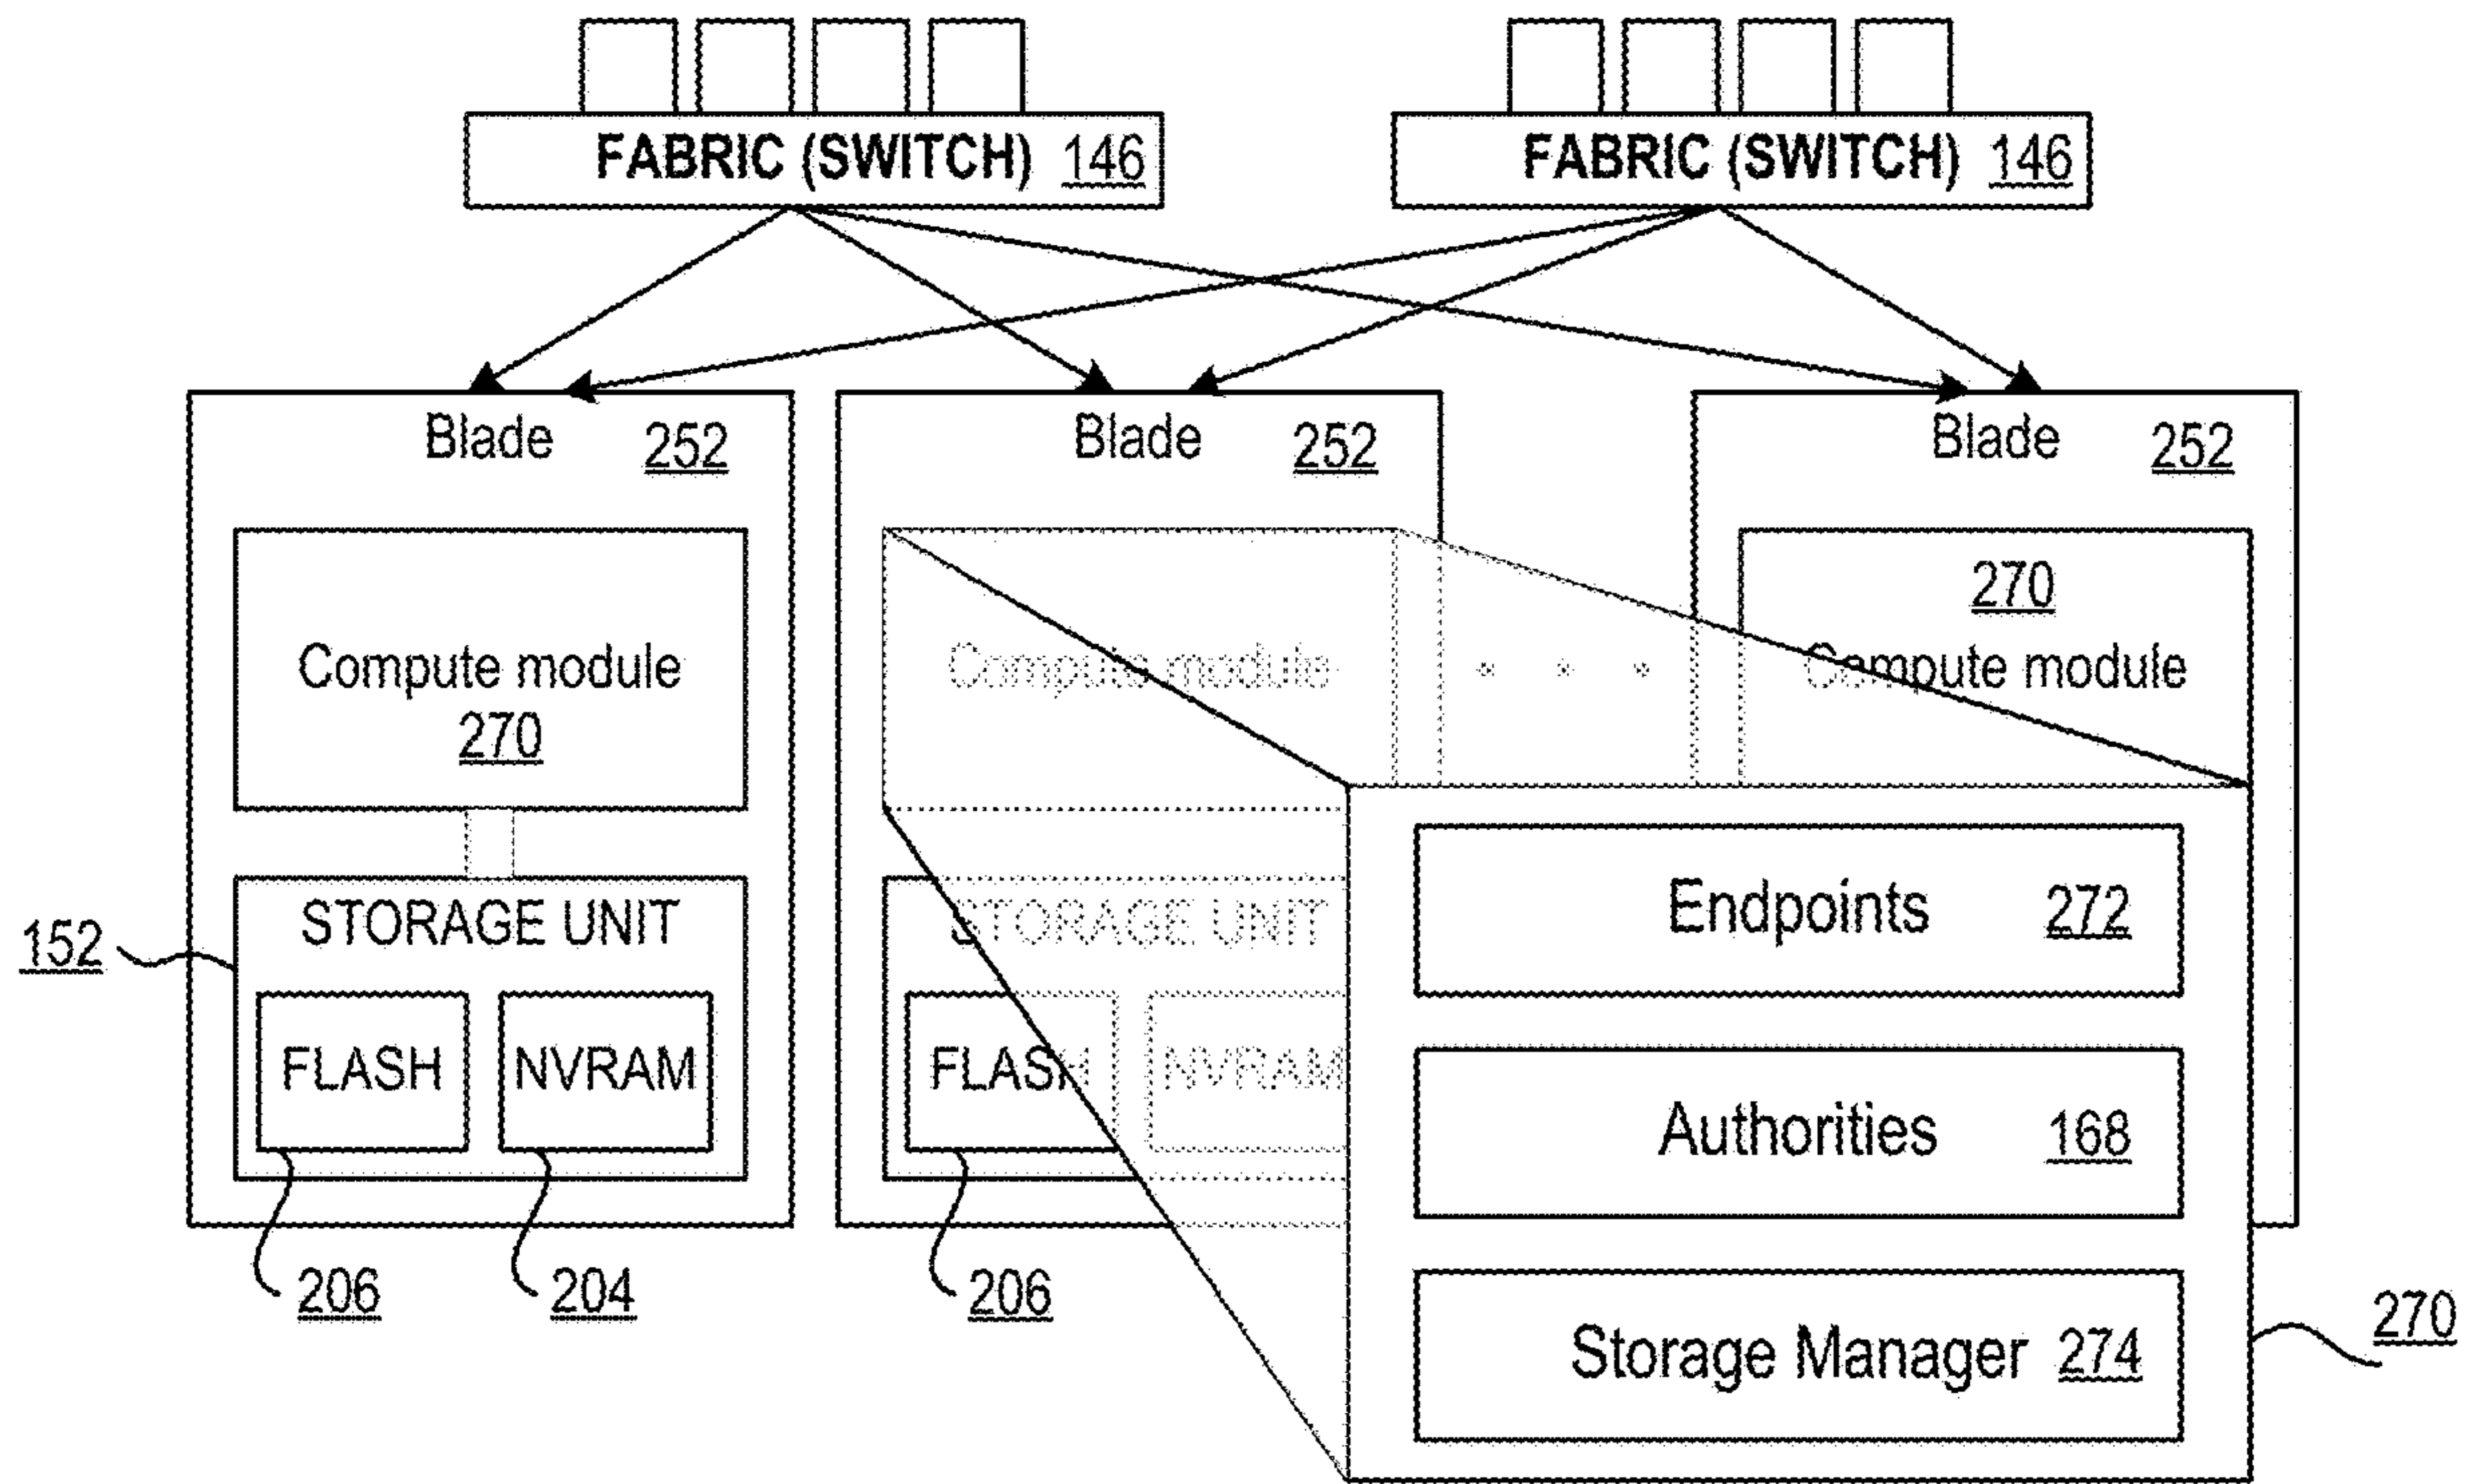 FABRIC (SWITCH) 146
FABRIC (SWITCH) 146
Blade 252
Blade 252
Blade 252
Compute module
270
Compute module
270
Compute module
STORAGE UNIT
152
FLASH
NVRAM
206
204
STORAGE UNIT
FLASH
NVRAM
206
Endpoints 272
Authorities 168
Storage Manager 274
270